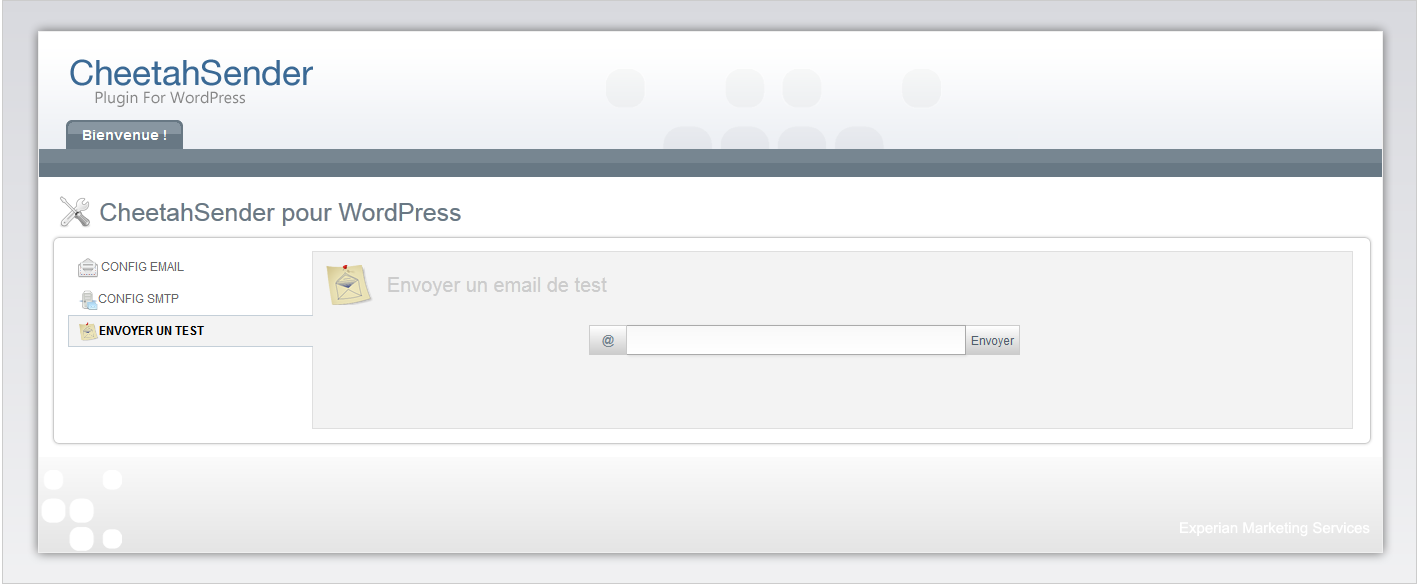 CheetahSender
Plugin For WordPress
Bienvenue !
CheetahSender pour WordPress
CONFIG EMAIL
CONFIG SMTP
ENVOYER UN TEST
Envoyer un email de test
@
Envoyer
Experian Marketing Services